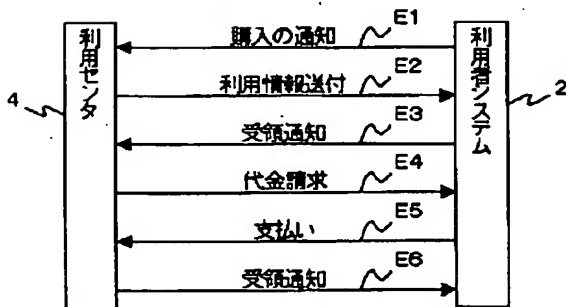 購入の通知 E1
利用情報送付 E2
受領通知 E3
代金請求 E4
支払い E5
受領通知 E6
利用センタ
4
利用者システム
2